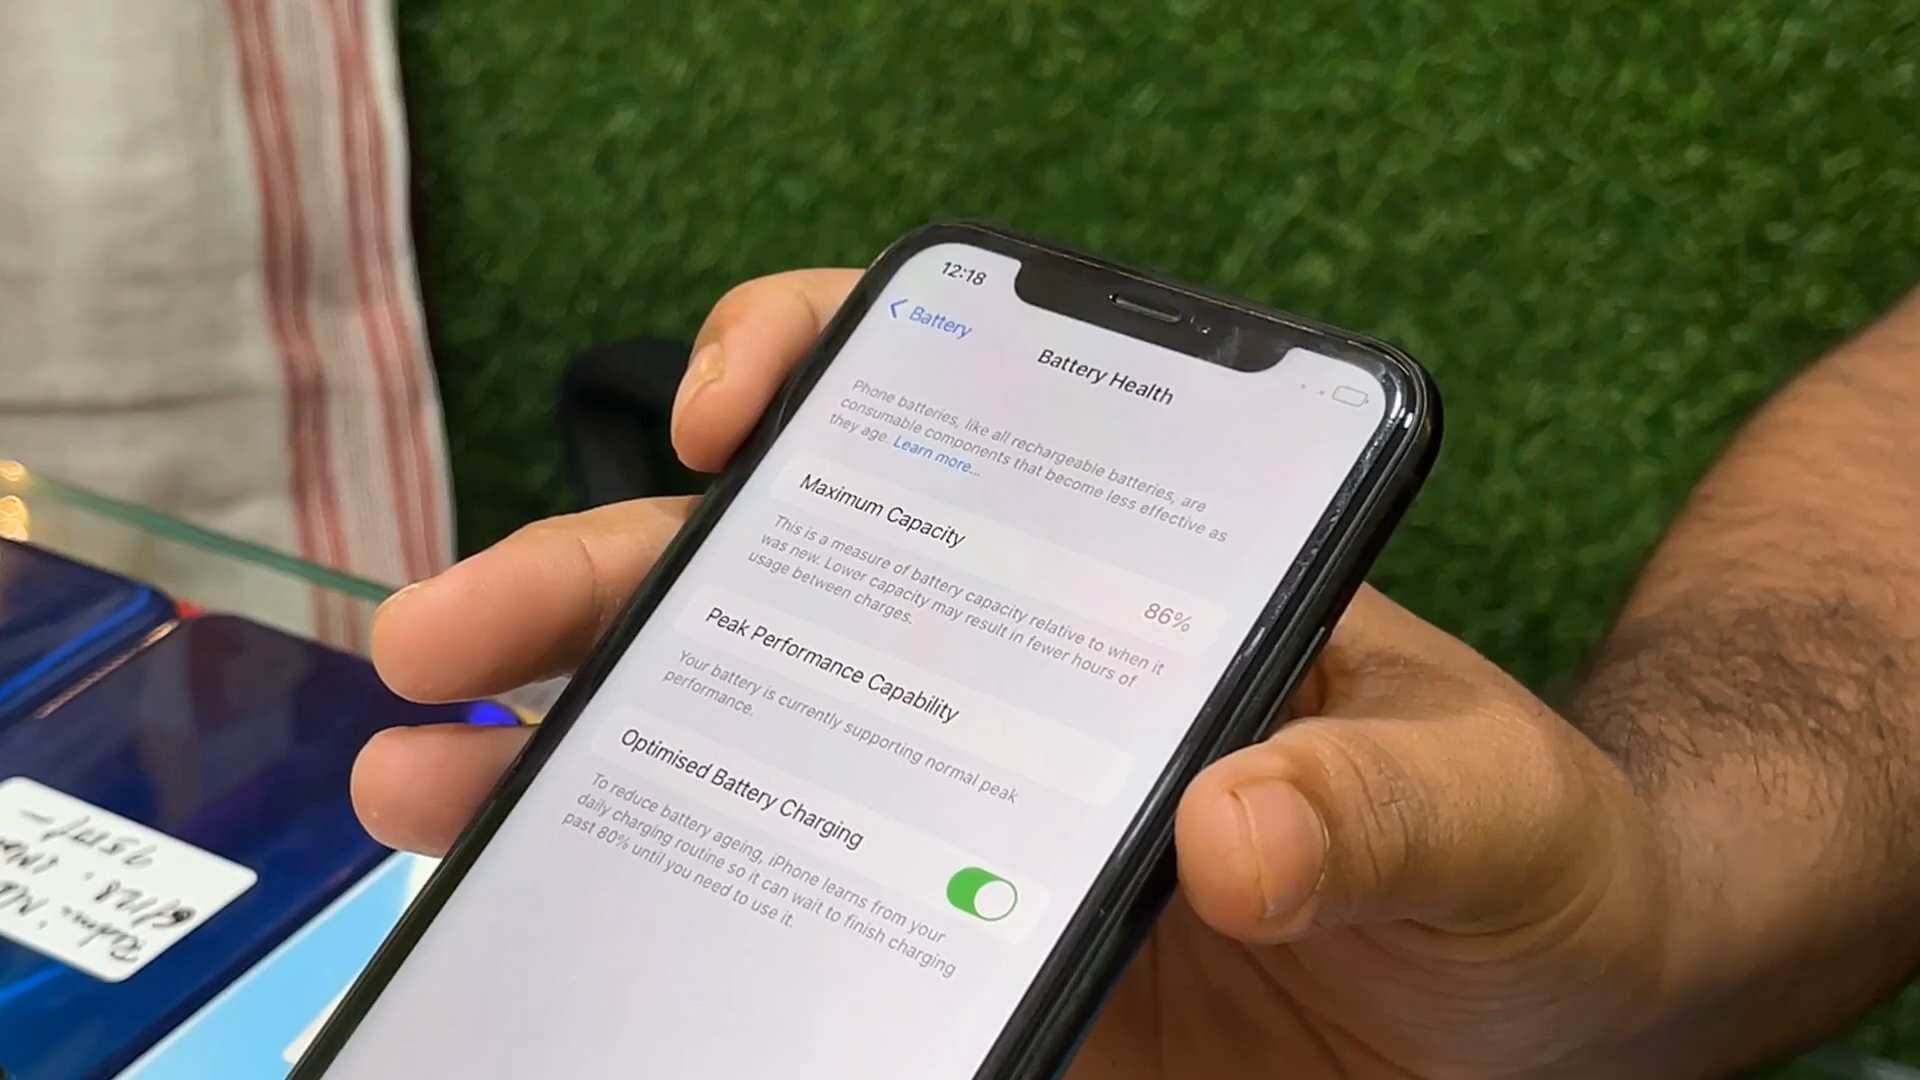 12:18
Battery
Battery Health
Phone batteries, like all rechargeable batteries, are
consumable components that become less effective as
they age. Learn more...
Maximum Capacity
86%
This is a measure of battery capacity relative to when it
was new. Lower capacity may result in fewer hours of
usage between charges.
Peak Performance Capability
Your battery is currently supporting normal peak
performance.
Optimised Battery Charging
To reduce battery ageing, iPhone learns from your
daily charging routine so it can wait to finish charging
past 80% until you need to use it.
6/128